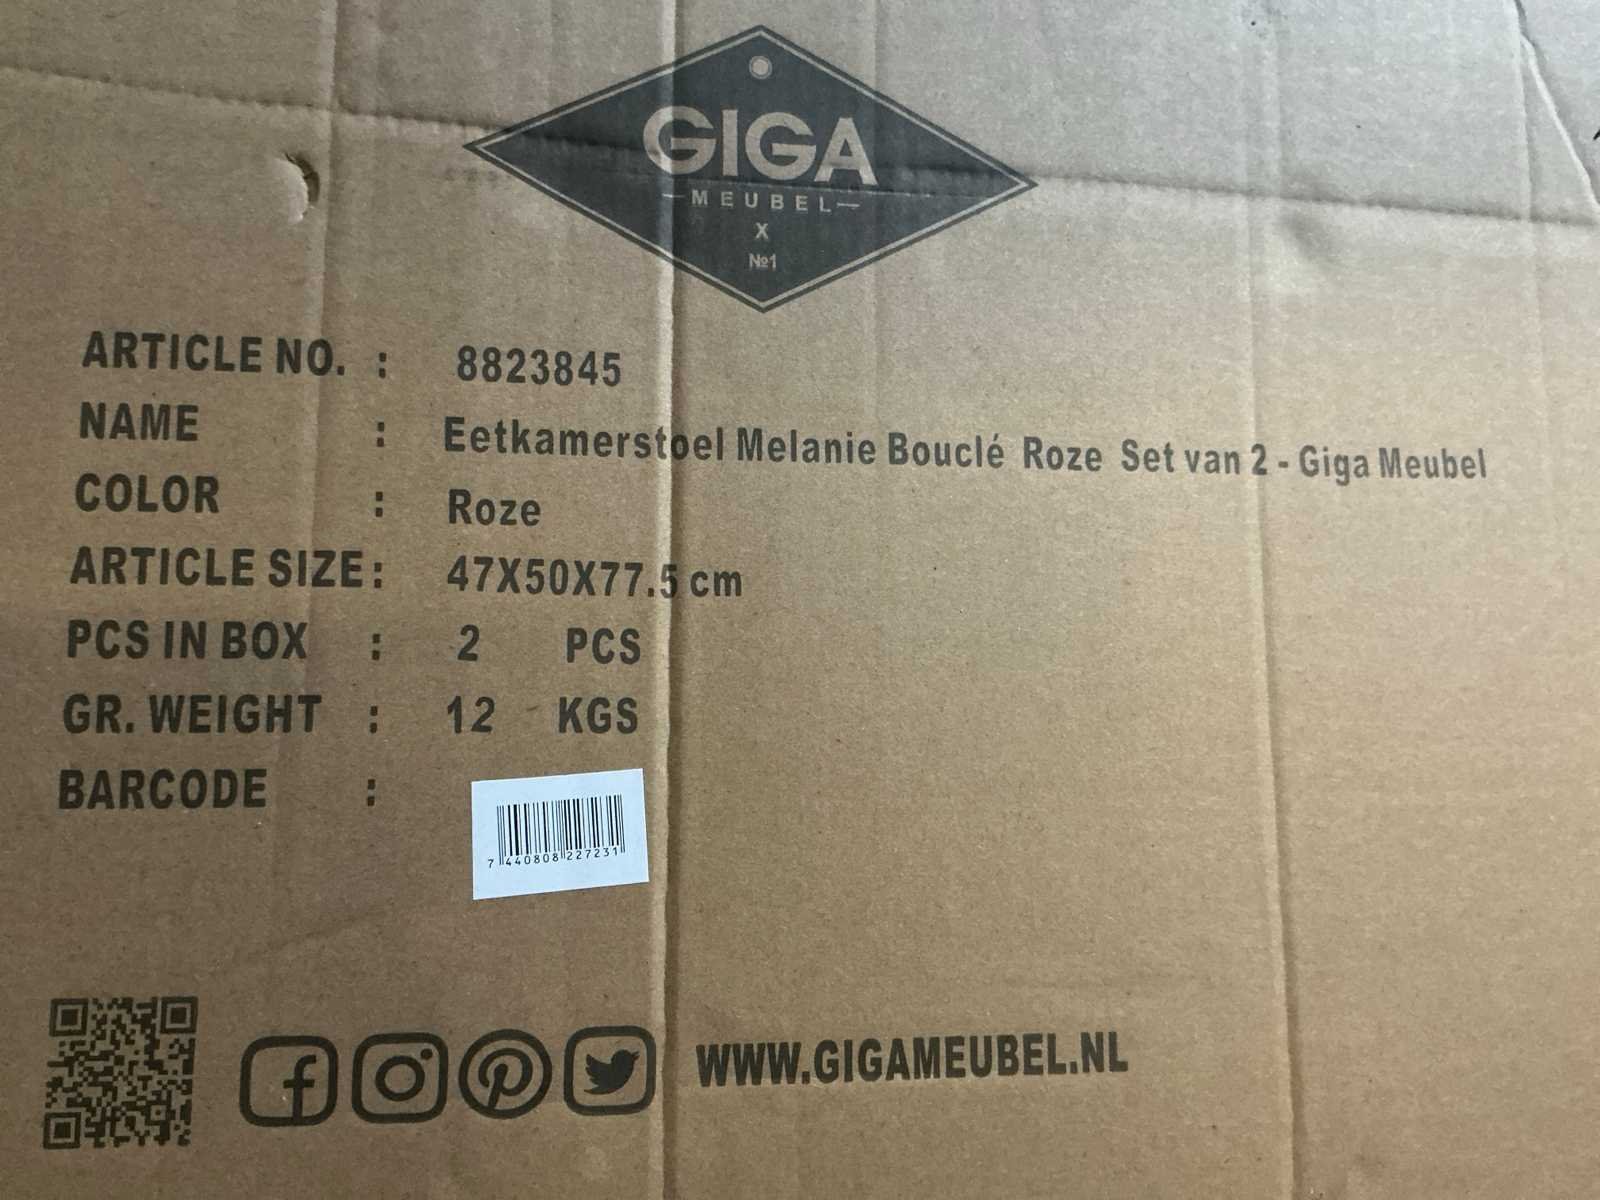 GIGA
MEUBEL
X
№1
ARTICLE NO. : 8823845
NAME : Eetkamerstoel Melanie Bouclé Roze Set van 2 - Giga Meubel
COLOR : Roze
ARTICLE SIZE : 47X50X77.5 cm
PCS IN BOX : 2 PCS
GR. WEIGHT : 12 KGS
BARCODE :
7 440808 227231
WWW.GIGAMEUBEL.NL